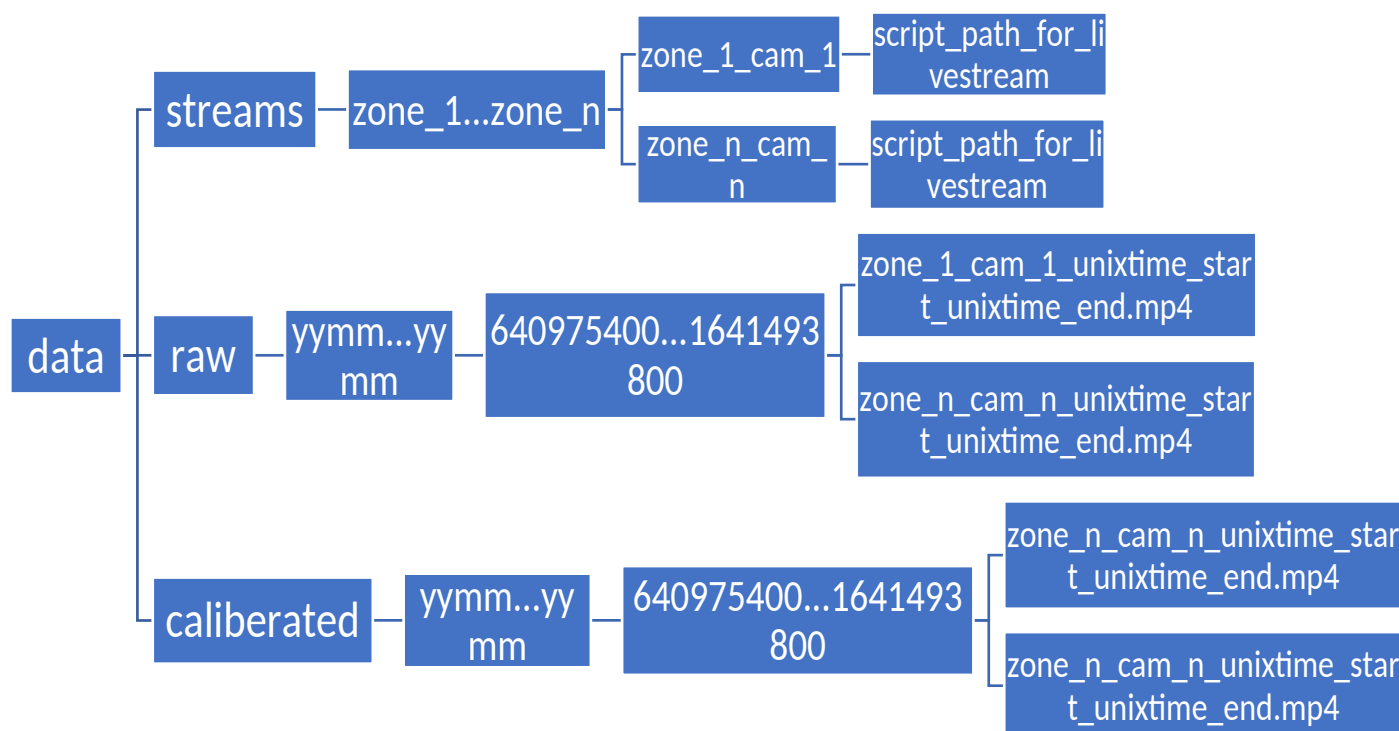 data
streams
zone_1...zone_n
zone_1_cam_1
script_path_for_li
vestream
zone_n_cam_
n
script_path_for_li
vestream
raw
yymm...yy
mm
640975400...1641493
800
zone_1_cam_1_unixtime_star
t_unixtime_end.mp4
zone_n_cam_n_unixtime_star
t_unixtime_end.mp4
caliberated
yymm...yy
mm
640975400...1641493
800
zone_n_cam_n_unixtime_star
t_unixtime_end.mp4
zone_n_cam_n_unixtime_star
t_unixtime_end.mp4